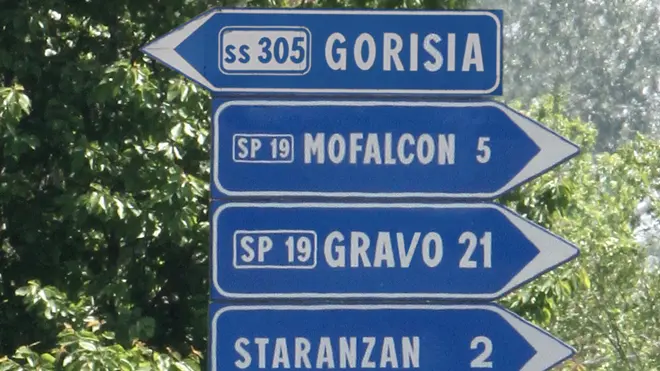 SS 305 GORISIA
SP 19 MOFALCON 5
SP 19 GRAVO 21
STARANZAN 2